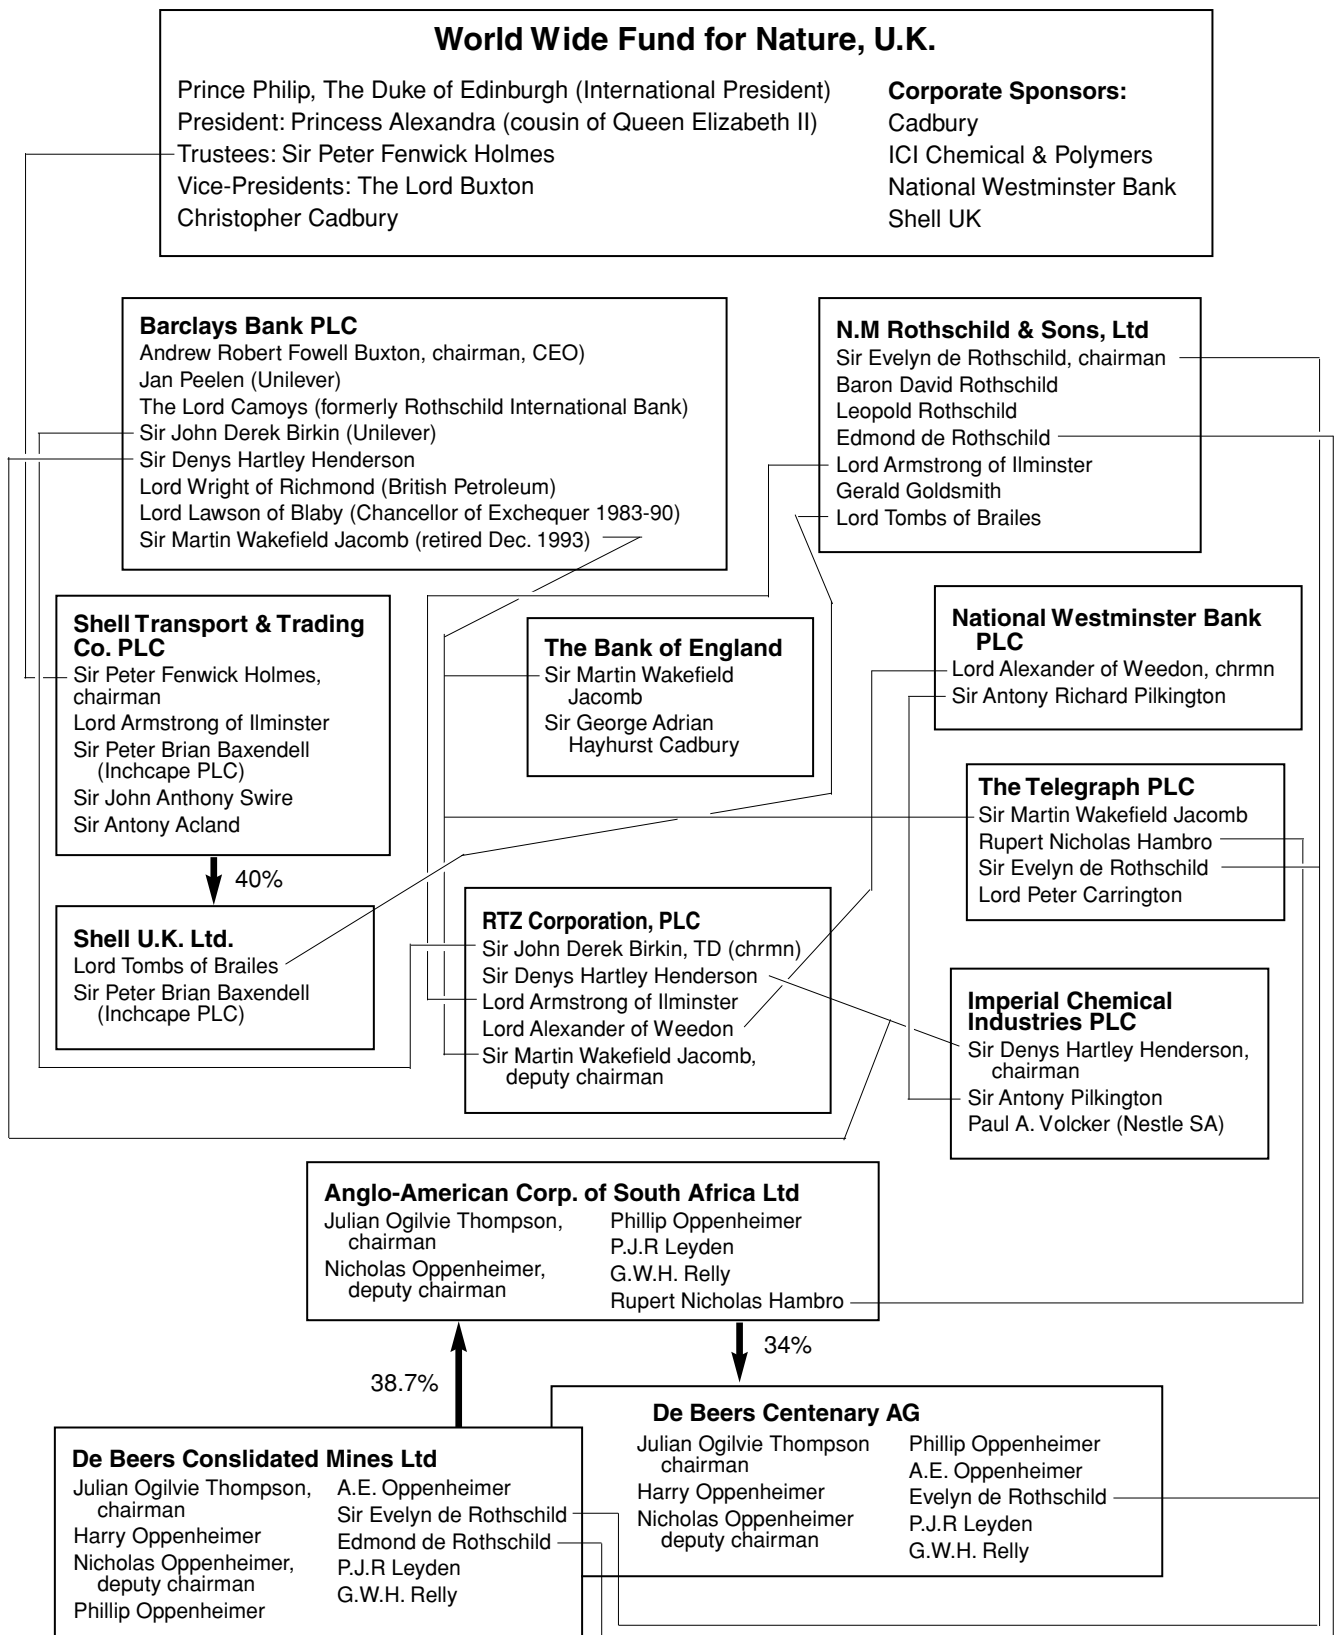 World Wide Fund for Nature, U.K.
Prince Philip, The Duke of Edinburgh (International President)
President: Princess Alexandra (cousin of Queen Elizabeth II)
Trustees: Sir Peter Fenwick Holmes
Vice-Presidents: The Lord Buxton
Christopher Cadbury
Corporate Sponsors:
Cadbury
ICI Chemical & Polymers
National Westminster Bank
Shell UK
Barclays Bank PLC
Andrew Robert Fowell Buxton, chairman, CEO)
Jan Peelen (Unilever)
The Lord Camoys (formerly Rothschild International Bank)
Sir John Derek Birkin (Unilever)
Sir Denys Hartley Henderson
Lord Wright of Richmond (British Petroleum)
Lord Lawson of Blaby (Chancellor of Exchequer 1983-90)
Sir Martin Wakefield Jacomb (retired Dec. 1993)
N.M Rothschild & Sons, Ltd
Sir Evelyn de Rothschild, chairman
Baron David Rothschild
Leopold Rothschild
Edmond de Rothschild
Lord Armstrong of Ilminster
Gerald Goldsmith
Lord Tombs of Brailes
Shell Transport & Trading
Co. PLC
Sir Peter Fenwick Holmes,
chairman
Lord Armstrong of Ilminster
Sir Peter Brian Baxendell
(Inchcape PLC)
Sir John Anthony Swire
Sir Antony Acland
The Bank of England
Sir Martin Wakefield
Jacomb
Sir George Adrian
Hayhurst Cadbury
National Westminster Bank
PLC
Lord Alexander of Weedon, chrmn
Sir Antony Richard Pilkington
The Telegraph PLC
Sir Martin Wakefield Jacomb
Rupert Nicholas Hambro
Sir Evelyn de Rothschild
Lord Peter Carrington
40%
Shell U.K. Ltd.
Lord Tombs of Brailes
Sir Peter Brian Baxendell
(Inchcape PLC)
RTZ Corporation, PLC
Sir John Derek Birkin, TD (chrmn)
Sir Denys Hartley Henderson
Lord Armstrong of Ilminster
Lord Alexander of Weedon
Sir Martin Wakefield Jacomb,
deputy chairman
Imperial Chemical
Industries PLC
Sir Denys Hartley Henderson,
chairman
Sir Antony Pilkington
Paul A. Volcker (Nestle SA)
Anglo-American Corp. of South Africa Ltd
Julian Ogilvie Thompson,
chairman
Nicholas Oppenheimer,
deputy chairman
Phillip Oppenheimer
P.J.R Leyden
G.W.H. Relly
Rupert Nicholas Hambro
34%
38.7%
De Beers Centenary AG
Julian Ogilvie Thompson
chairman
Harry Oppenheimer
Nicholas Oppenheimer
deputy chairman
Phillip Oppenheimer
A.E. Oppenheimer
Evelyn de Rothschild
P.J.R Leyden
G.W.H. Relly
De Beers Conslidated Mines Ltd
Julian Ogilvie Thompson,
chairman
Harry Oppenheimer
Nicholas Oppenheimer,
deputy chairman
Phillip Oppenheimer
A.E. Oppenheimer
Sir Evelyn de Rothschild
Edmond de Rothschild
P.J.R Leyden
G.W.H. Relly